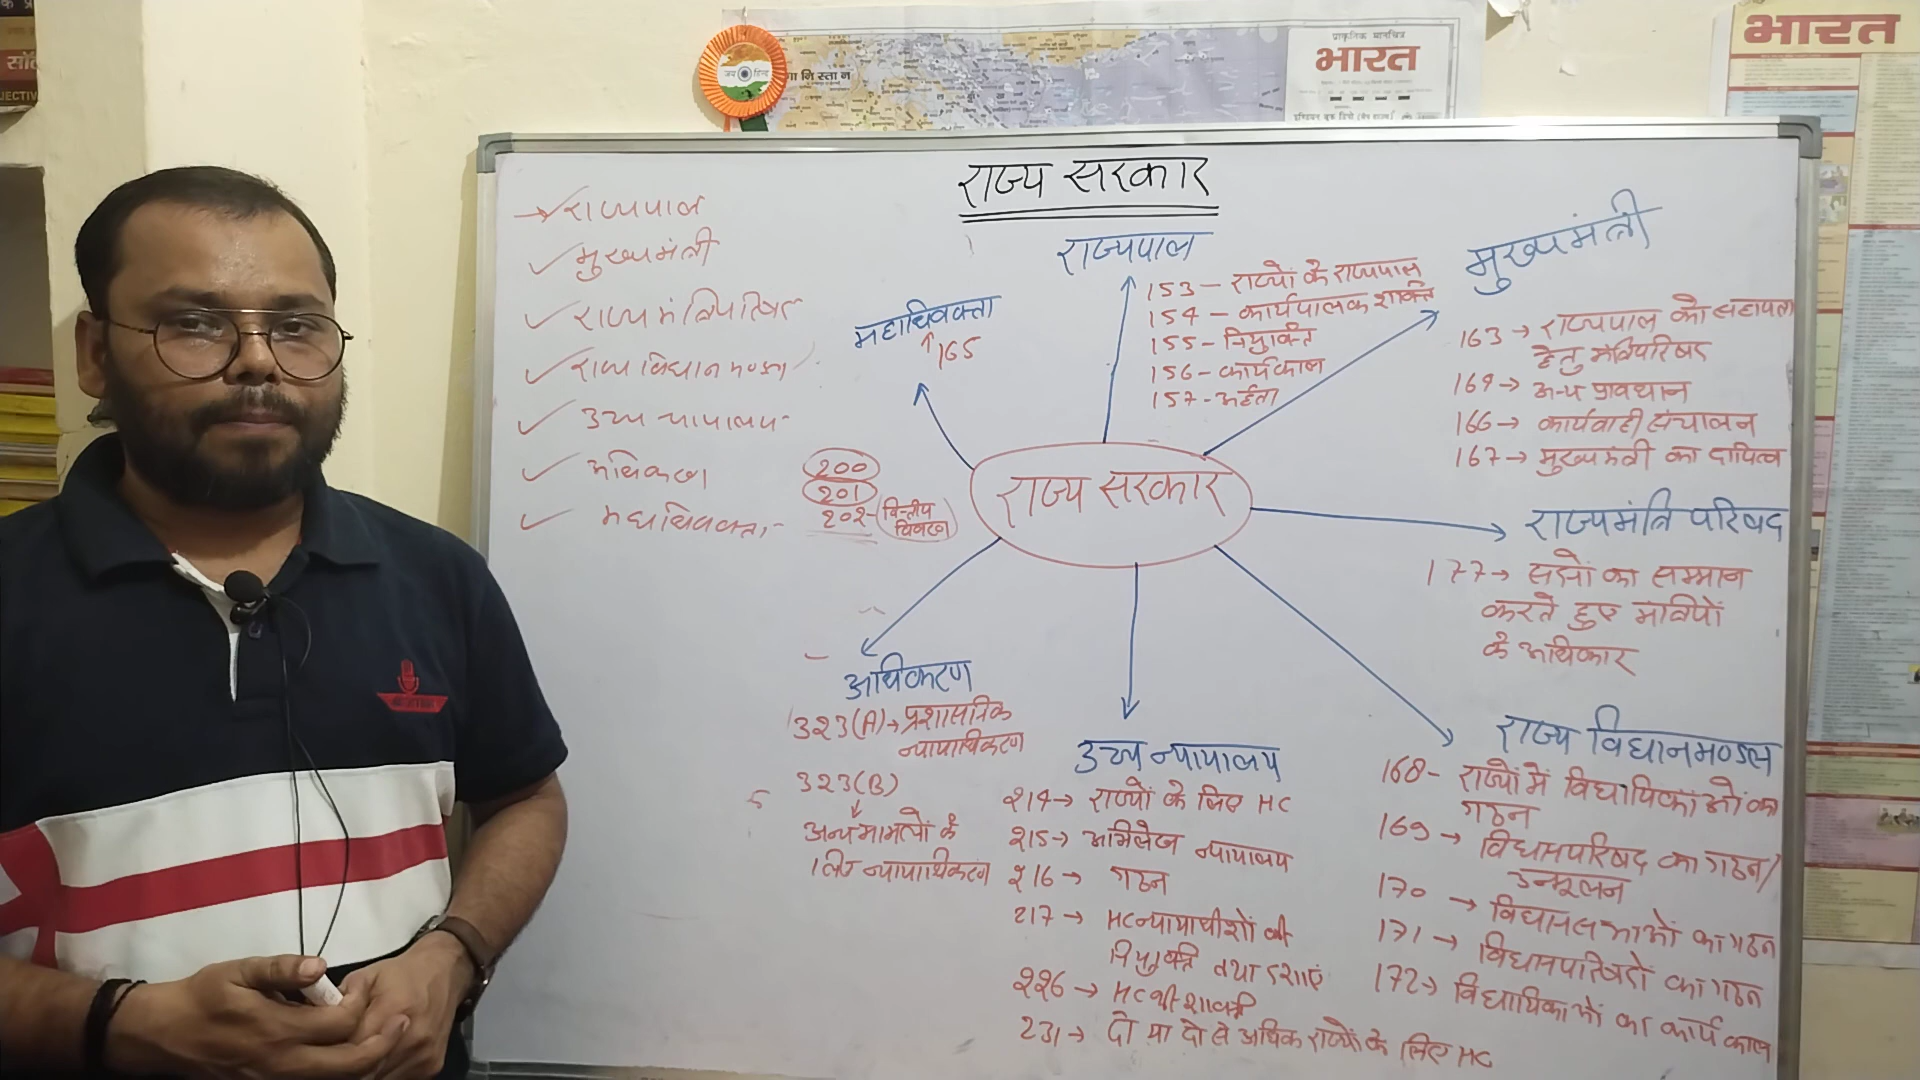 प्राकृतिक मानचित्र
भारत
भारत
जय हिन्द
गा नि स्ता न
राज्य सरकार
→ राज्यपाल
मुख्यमंत्री
राज्य मंत्रिपरिषद
राज्य विधान मण्डल
उच्च न्यायालय
अधिकरण
महाधिवक्ता
राज्यपाल
153 – राज्यों के राज्यपाल
154 – कार्यपालक शक्ति
155 – नियुक्ति
156 – कार्यकाल
157 - अर्हता
महाधिवक्ता
↑165
मुख्यमंत्री
163 → राज्यपाल को सहायता
हेतु मंत्रिपरिषद
164 → अन्य प्रावधान
166 → कार्यवाही संचालन
167 → मुख्यमंत्री का दायित्व
200
201
202 - वित्तीय
विवरण
राज्य सरकार
राज्यमंत्रि परिषद
177 → सदनों का सम्मान
करते हुए मंत्रियों
के अधिकार
अधिकरण
323(A) → प्रशासनिक
न्यायाधिकरण
323(B)
↓
अन्य मामलों के
लिए न्यायाधिकरण
उच्च न्यायालय
214 → राज्यों के लिए HC
215 → अभिलेख न्यायालय
216 → गठन
217 → HC न्यायाधीशों की
नियुक्ति तथा दशाएं
226 → HC की शक्ति
231 → दो या दो से अधिक राज्यों के लिए HC
राज्य विधानमण्डल
168 - राज्यों में विधायिकाओं का
गठन
169 → विधानपरिषद का गठन/
उन्मूलन
170 → विधानसभाओं का गठन
171 → विधानपरिषदों का गठन
172 → विधायिकाओं का कार्यकाल